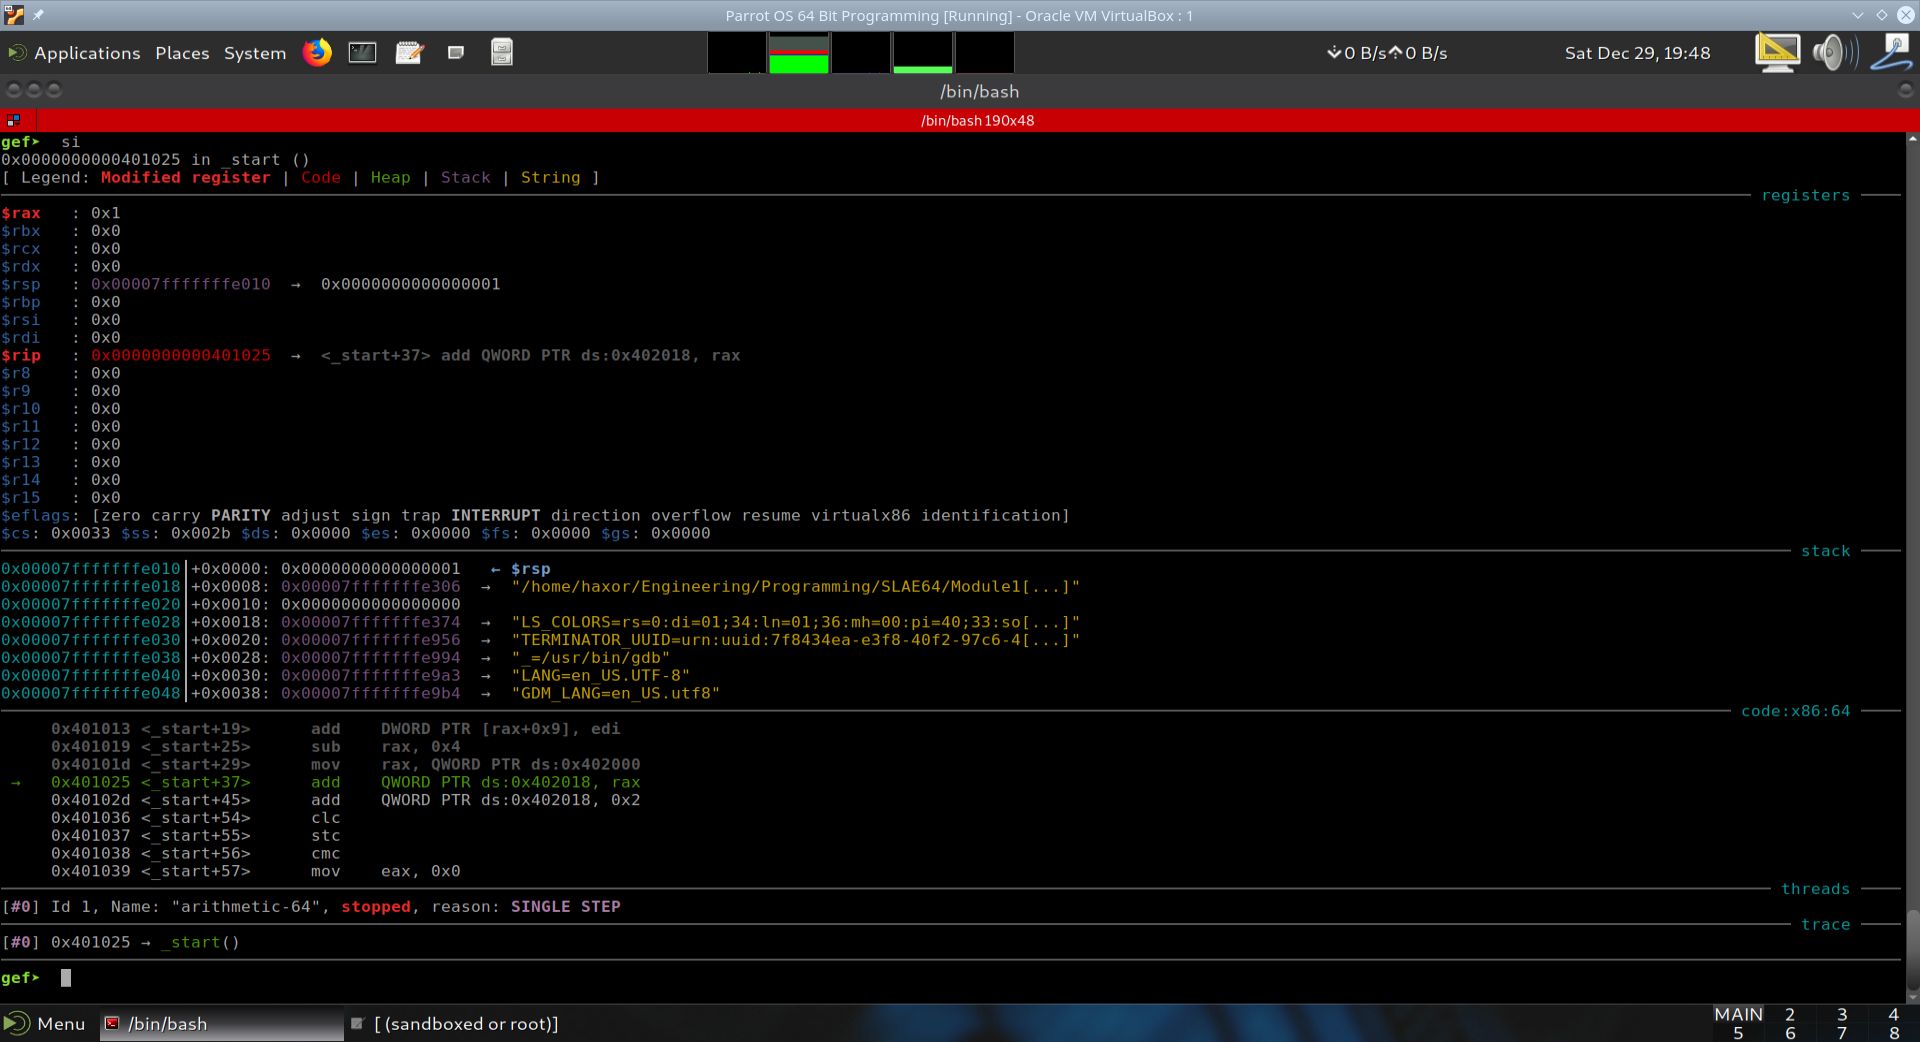 Parrot OS 64 Bit Programming [Running] - Oracle VM VirtualBox : 1
Applications Places System 0 B/s 0 B/s Sat Dec 29, 19:48
/bin/bash
/bin/bash 190x48
gef➤  si
0x0000000000401025 in _start ()
[ Legend: Modified register | Code | Heap | Stack | String ]
registers
$rax   : 0x1
$rbx   : 0x0
$rcx   : 0x0
$rdx   : 0x0
$rsp   : 0x00007fffffffe010  →  0x0000000000000001
$rbp   : 0x0
$rsi   : 0x0
$rdi   : 0x0
$rip   : 0x0000000000401025  →  <_start+37> add QWORD PTR ds:0x402018, rax
$r8    : 0x0
$r9    : 0x0
$r10   : 0x0
$r11   : 0x0
$r12   : 0x0
$r13   : 0x0
$r14   : 0x0
$r15   : 0x0
$eflags: [zero carry PARITY adjust sign trap INTERRUPT direction overflow resume virtualx86 identification]
$cs: 0x0033 $ss: 0x002b $ds: 0x0000 $es: 0x0000 $fs: 0x0000 $gs: 0x0000
stack
0x00007fffffffe010│+0x0000: 0x0000000000000001   ← $rsp
0x00007fffffffe018│+0x0008: 0x00007fffffffe306  →  "/home/haxor/Engineering/Programming/SLAE64/Module1[...]"
0x00007fffffffe020│+0x0010: 0x0000000000000000
0x00007fffffffe028│+0x0018: 0x00007fffffffe374  →  "LS_COLORS=rs=0:di=01;34:ln=01;36:mh=00:pi=40;33:so[...]"
0x00007fffffffe030│+0x0020: 0x00007fffffffe956  →  "TERMINATOR_UUID=urn:uuid:7f8434ea-e3f8-40f2-97c6-4[...]"
0x00007fffffffe038│+0x0028: 0x00007fffffffe994  →  "_=/usr/bin/gdb"
0x00007fffffffe040│+0x0030: 0x00007fffffffe9a3  →  "LANG=en_US.UTF-8"
0x00007fffffffe048│+0x0038: 0x00007fffffffe9b4  →  "GDM_LANG=en_US.utf8"
code:x86:64
0x401013 <_start+19>      add    DWORD PTR [rax+0x9], edi
0x401019 <_start+25>      sub    rax, 0x4
0x40101d <_start+29>      mov    rax, QWORD PTR ds:0x402000
→   0x401025 <_start+37>      add    QWORD PTR ds:0x402018, rax
0x40102d <_start+45>      add    QWORD PTR ds:0x402018, 0x2
0x401036 <_start+54>      clc
0x401037 <_start+55>      stc
0x401038 <_start+56>      cmc
0x401039 <_start+57>      mov    eax, 0x0
threads
[#0] Id 1, Name: "arithmetic-64", stopped, reason: SINGLE STEP
trace
[#0] 0x401025 → _start()
gef➤
Menu /bin/bash [ (sandboxed or root)] MAIN 2 3 4
5 6 7 8